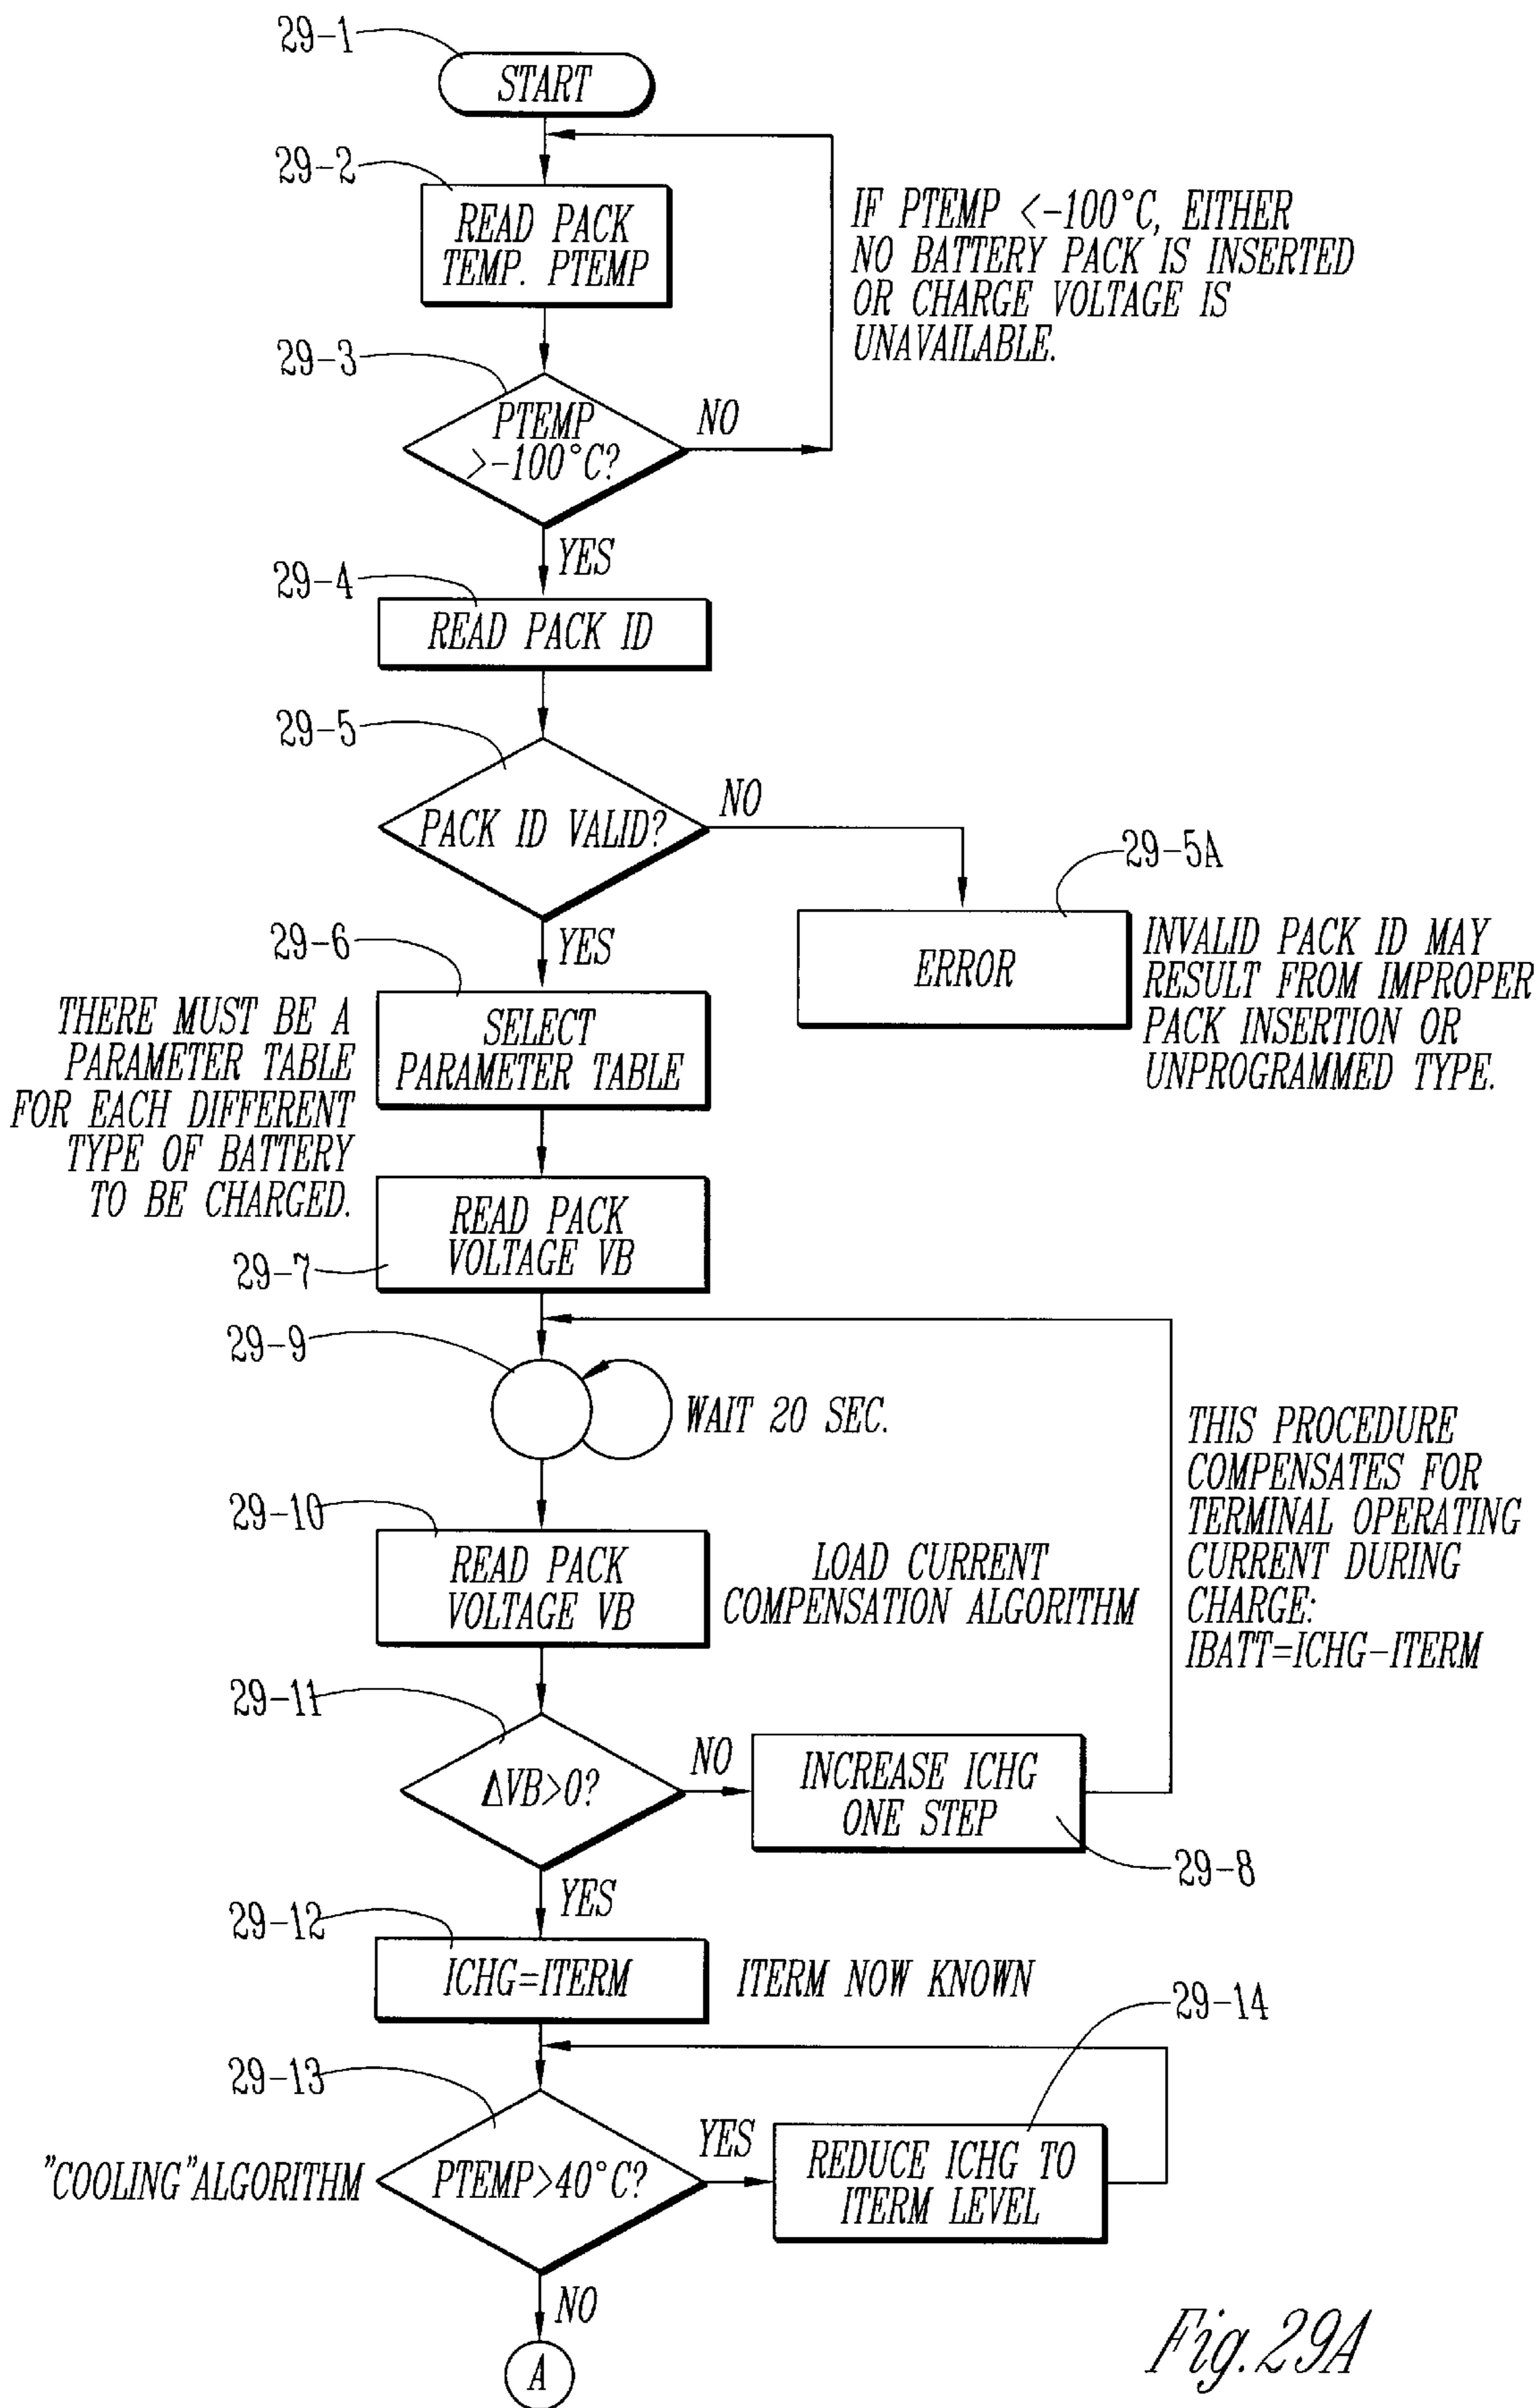 29-1
START
29-2
READ PACK
TEMP. PTEMP
IF PTEMP <-100°C, EITHER
NO BATTERY PACK IS INSERTED
OR CHARGE VOLTAGE IS
UNAVAILABLE.
29-3
PTEMP
>-100°C?
NO
YES
29-4
READ PACK ID
29-5
PACK ID VALID?
NO
29-5A
YES
ERROR
INVALID PACK ID MAY
RESULT FROM IMPROPER
PACK INSERTION OR
UNPROGRAMMED TYPE.
29-6
SELECT
PARAMETER TABLE
THERE MUST BE A
PARAMETER TABLE
FOR EACH DIFFERENT
TYPE OF BATTERY
TO BE CHARGED.
READ PACK
VOLTAGE VB
29-7
29-9
WAIT 20 SEC.
THIS PROCEDURE
COMPENSATES FOR
TERMINAL OPERATING
CURRENT DURING
CHARGE:
IBATT=ICHG-ITERM
29-10
READ PACK
VOLTAGE VB
LOAD CURRENT
COMPENSATION ALGORITHM
29-11
ΔVB>0?
NO
INCREASE ICHG
ONE STEP
29-8
YES
29-12
ICHG=ITERM
ITERM NOW KNOWN
29-14
29-13
"COOLING"ALGORITHM
PTEMP>40°C?
YES
REDUCE ICHG TO
ITERM LEVEL
NO
A
Fig.29A